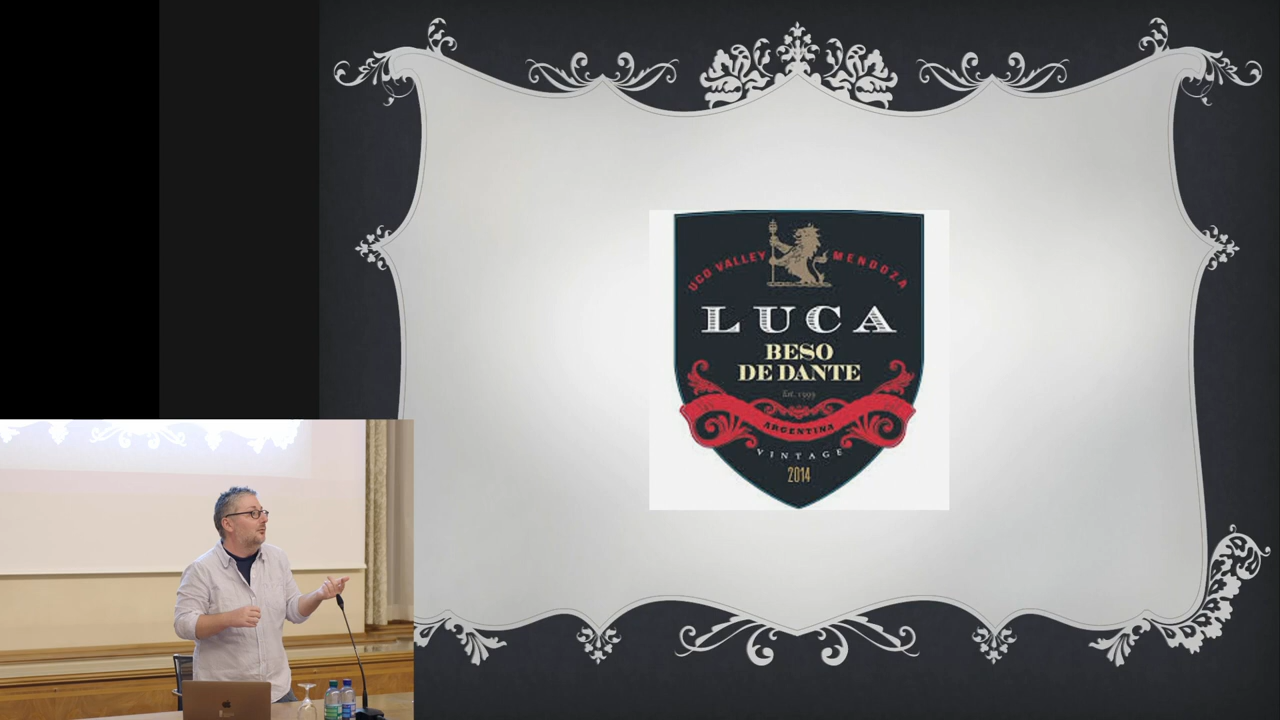 UCO VALLEY MENDOZA
LUCA
BESO
DE DANTE
Est. 1999
ARGENTINA
VINTAGE
2014